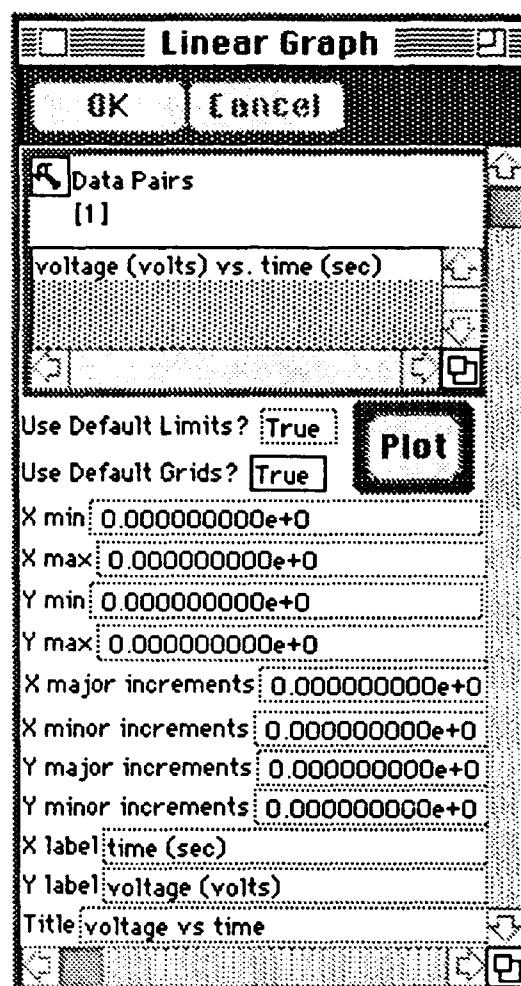 Linear Graph
OK Cancel
Data Pairs
[1]
voltage (volts) vs. time (sec)
Use Default Limits? True
Plot
Use Default Grids? True
X min 0.000000000e+0
X max 0.000000000e+0
Y min 0.000000000e+0
Y max 0.000000000e+0
X major increments 0.000000000e+0
X minor increments 0.000000000e+0
Y major increments 0.000000000e+0
Y minor increments 0.000000000e+0
X label time (sec)
Y label voltage (volts)
Title voltage vs time